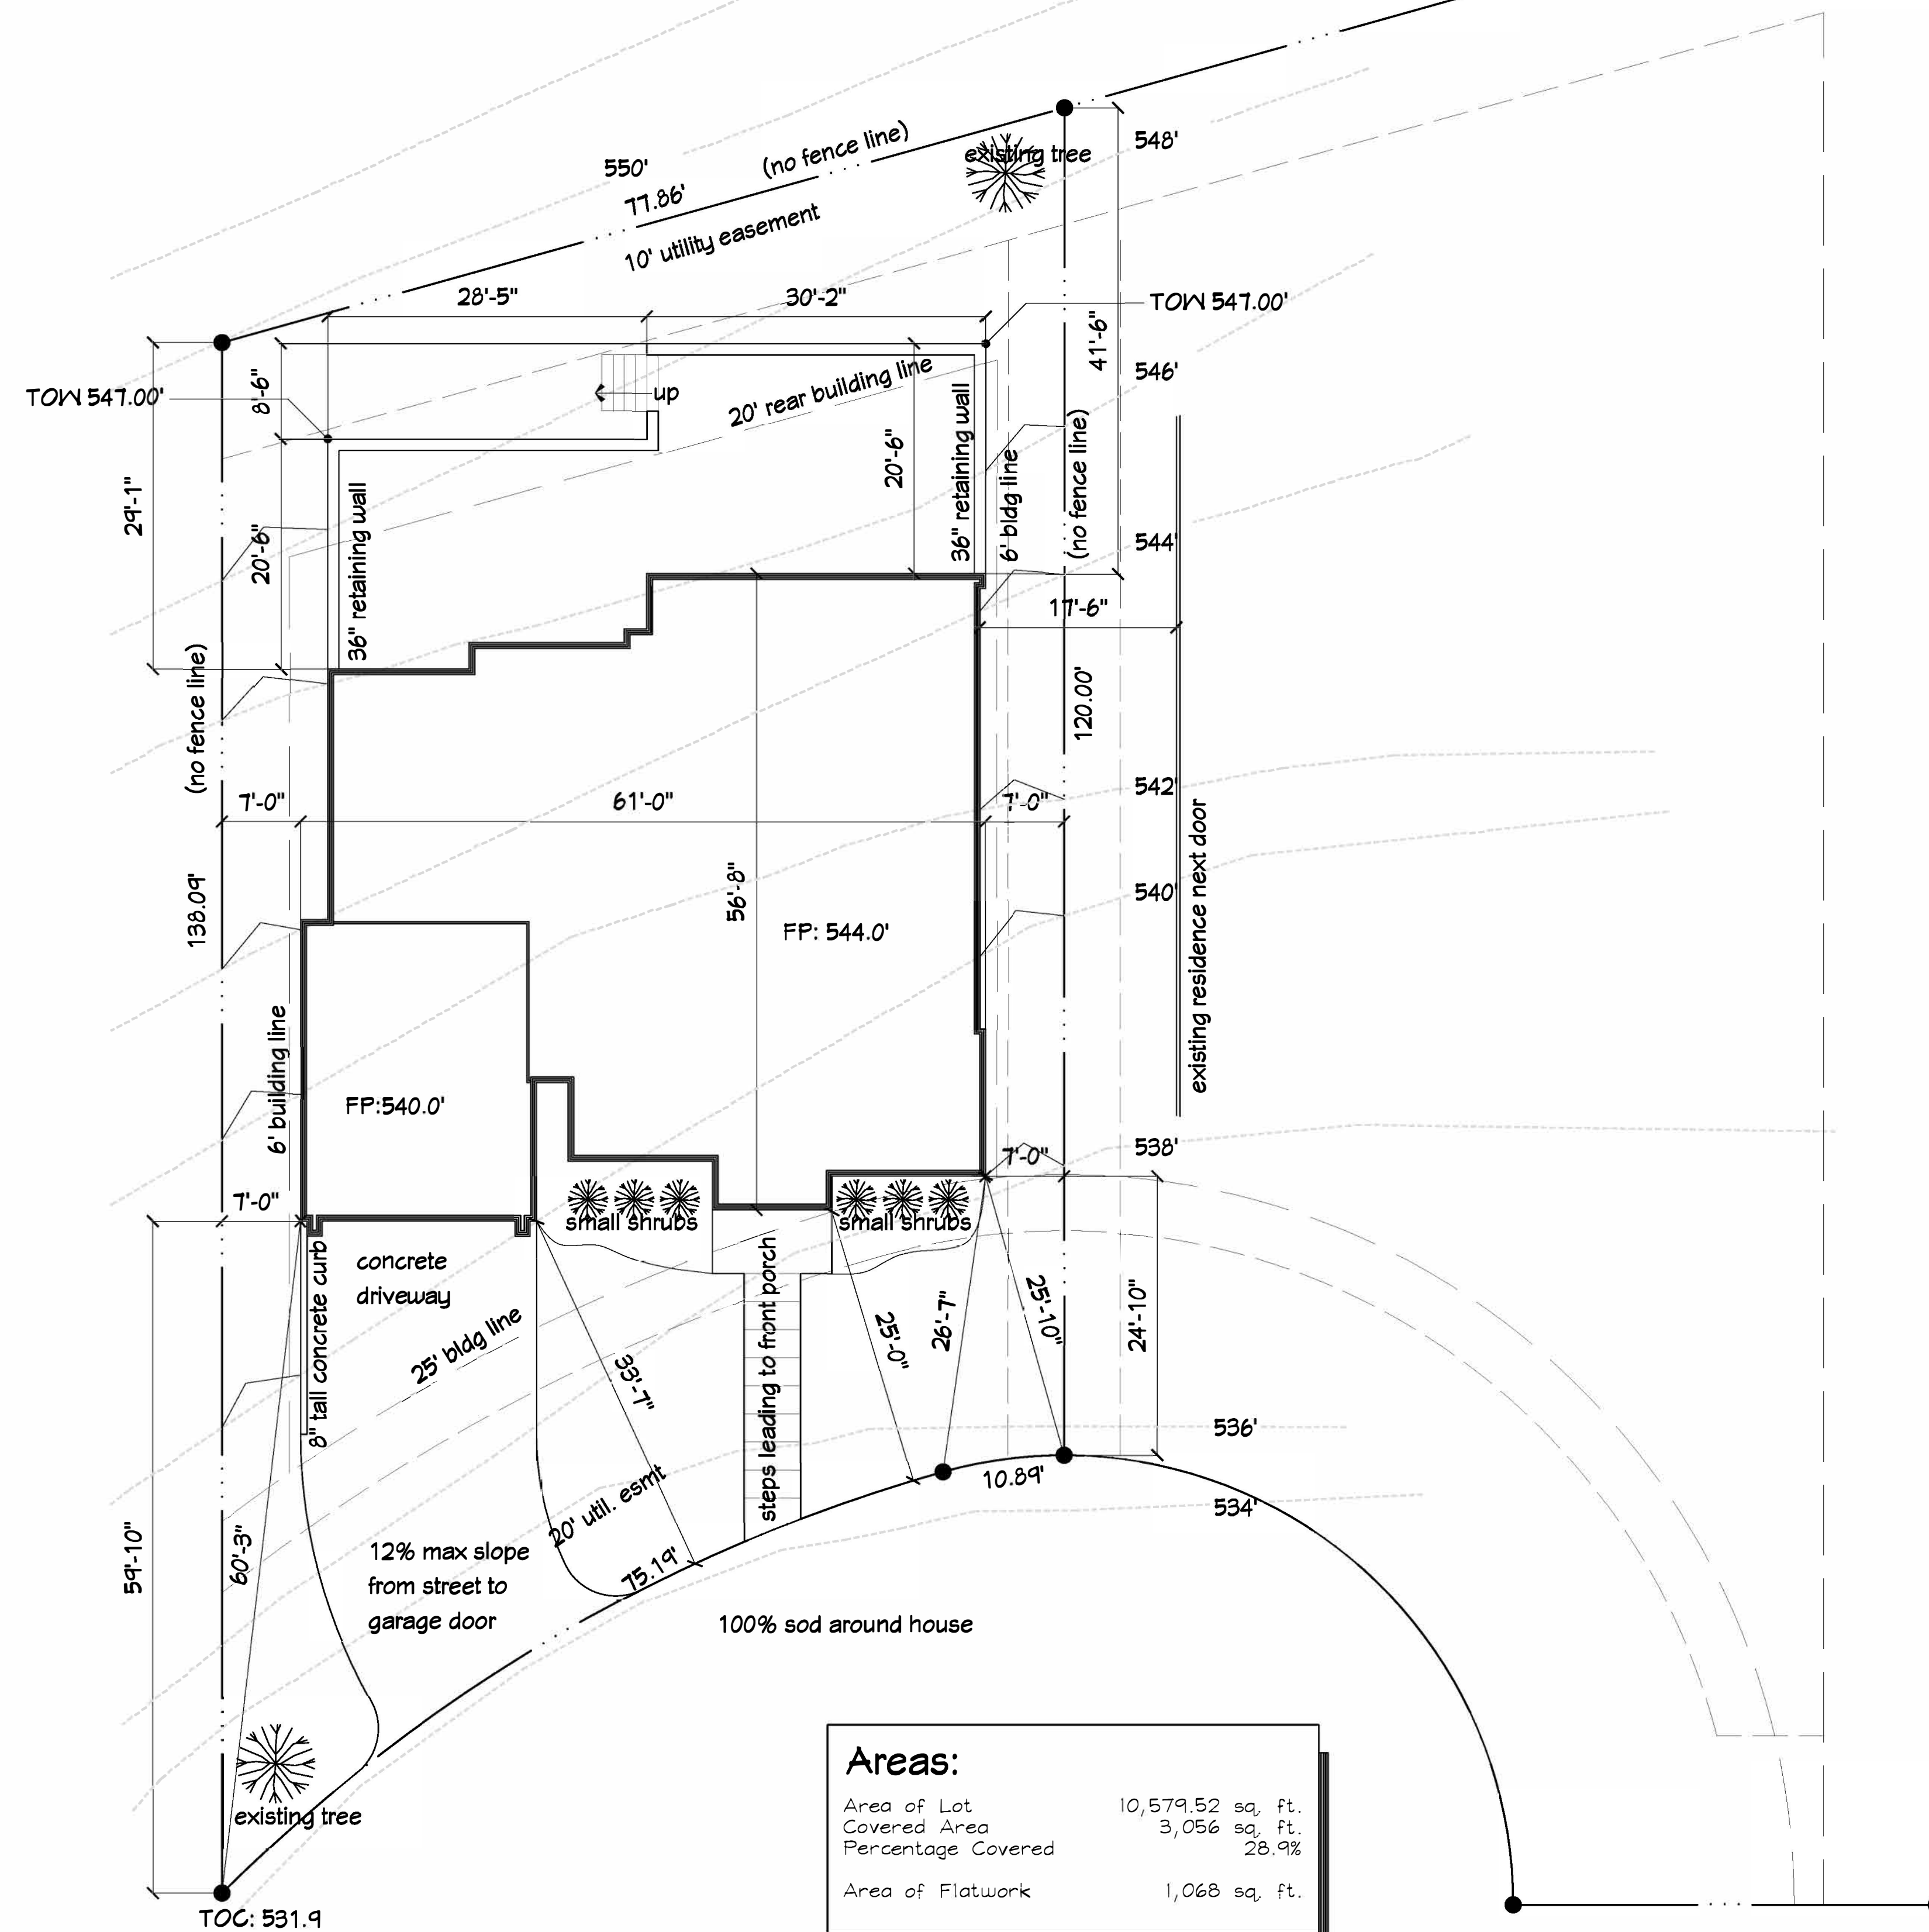 548'
existing tree
(no fence line)
550'
77.86'
10' utility easement
28'-5"
30'-2"
TOW 547.00'
41'-6"
546'
TOW 547.00'
8'-6"
up
20' rear building line
20'-6"
36" retaining wall
6' bldg line
(no fence line)
29'-1"
20'-6"
36" retaining wall
544'
17'-6"
(no fence line)
120.00'
7'-0"
61'-0"
7'-0"
542'
existing residence next door
138.09'
56'-8"
FP: 544.0'
540'
6' building line
FP:540.0'
7'-0"
538'
7'-0"
small shrubs
small shrubs
concrete
driveway
8" tall concrete curb
25' bldg line
33'-7"
steps leading to front porch
25'-0"
26'-7"
25'-10"
24'-10"
536'
10.89'
534'
20' util. esmt
75.19'
59'-10"
60'-3"
12% max slope
from street to
garage door
100% sod around house
existing tree
TOC: 531.9
Areas:
Area of Lot 10,579.52 sq. ft.
Covered Area 3,056 sq. ft.
Percentage Covered 28.9%
Area of Flatwork 1,068 sq. ft.